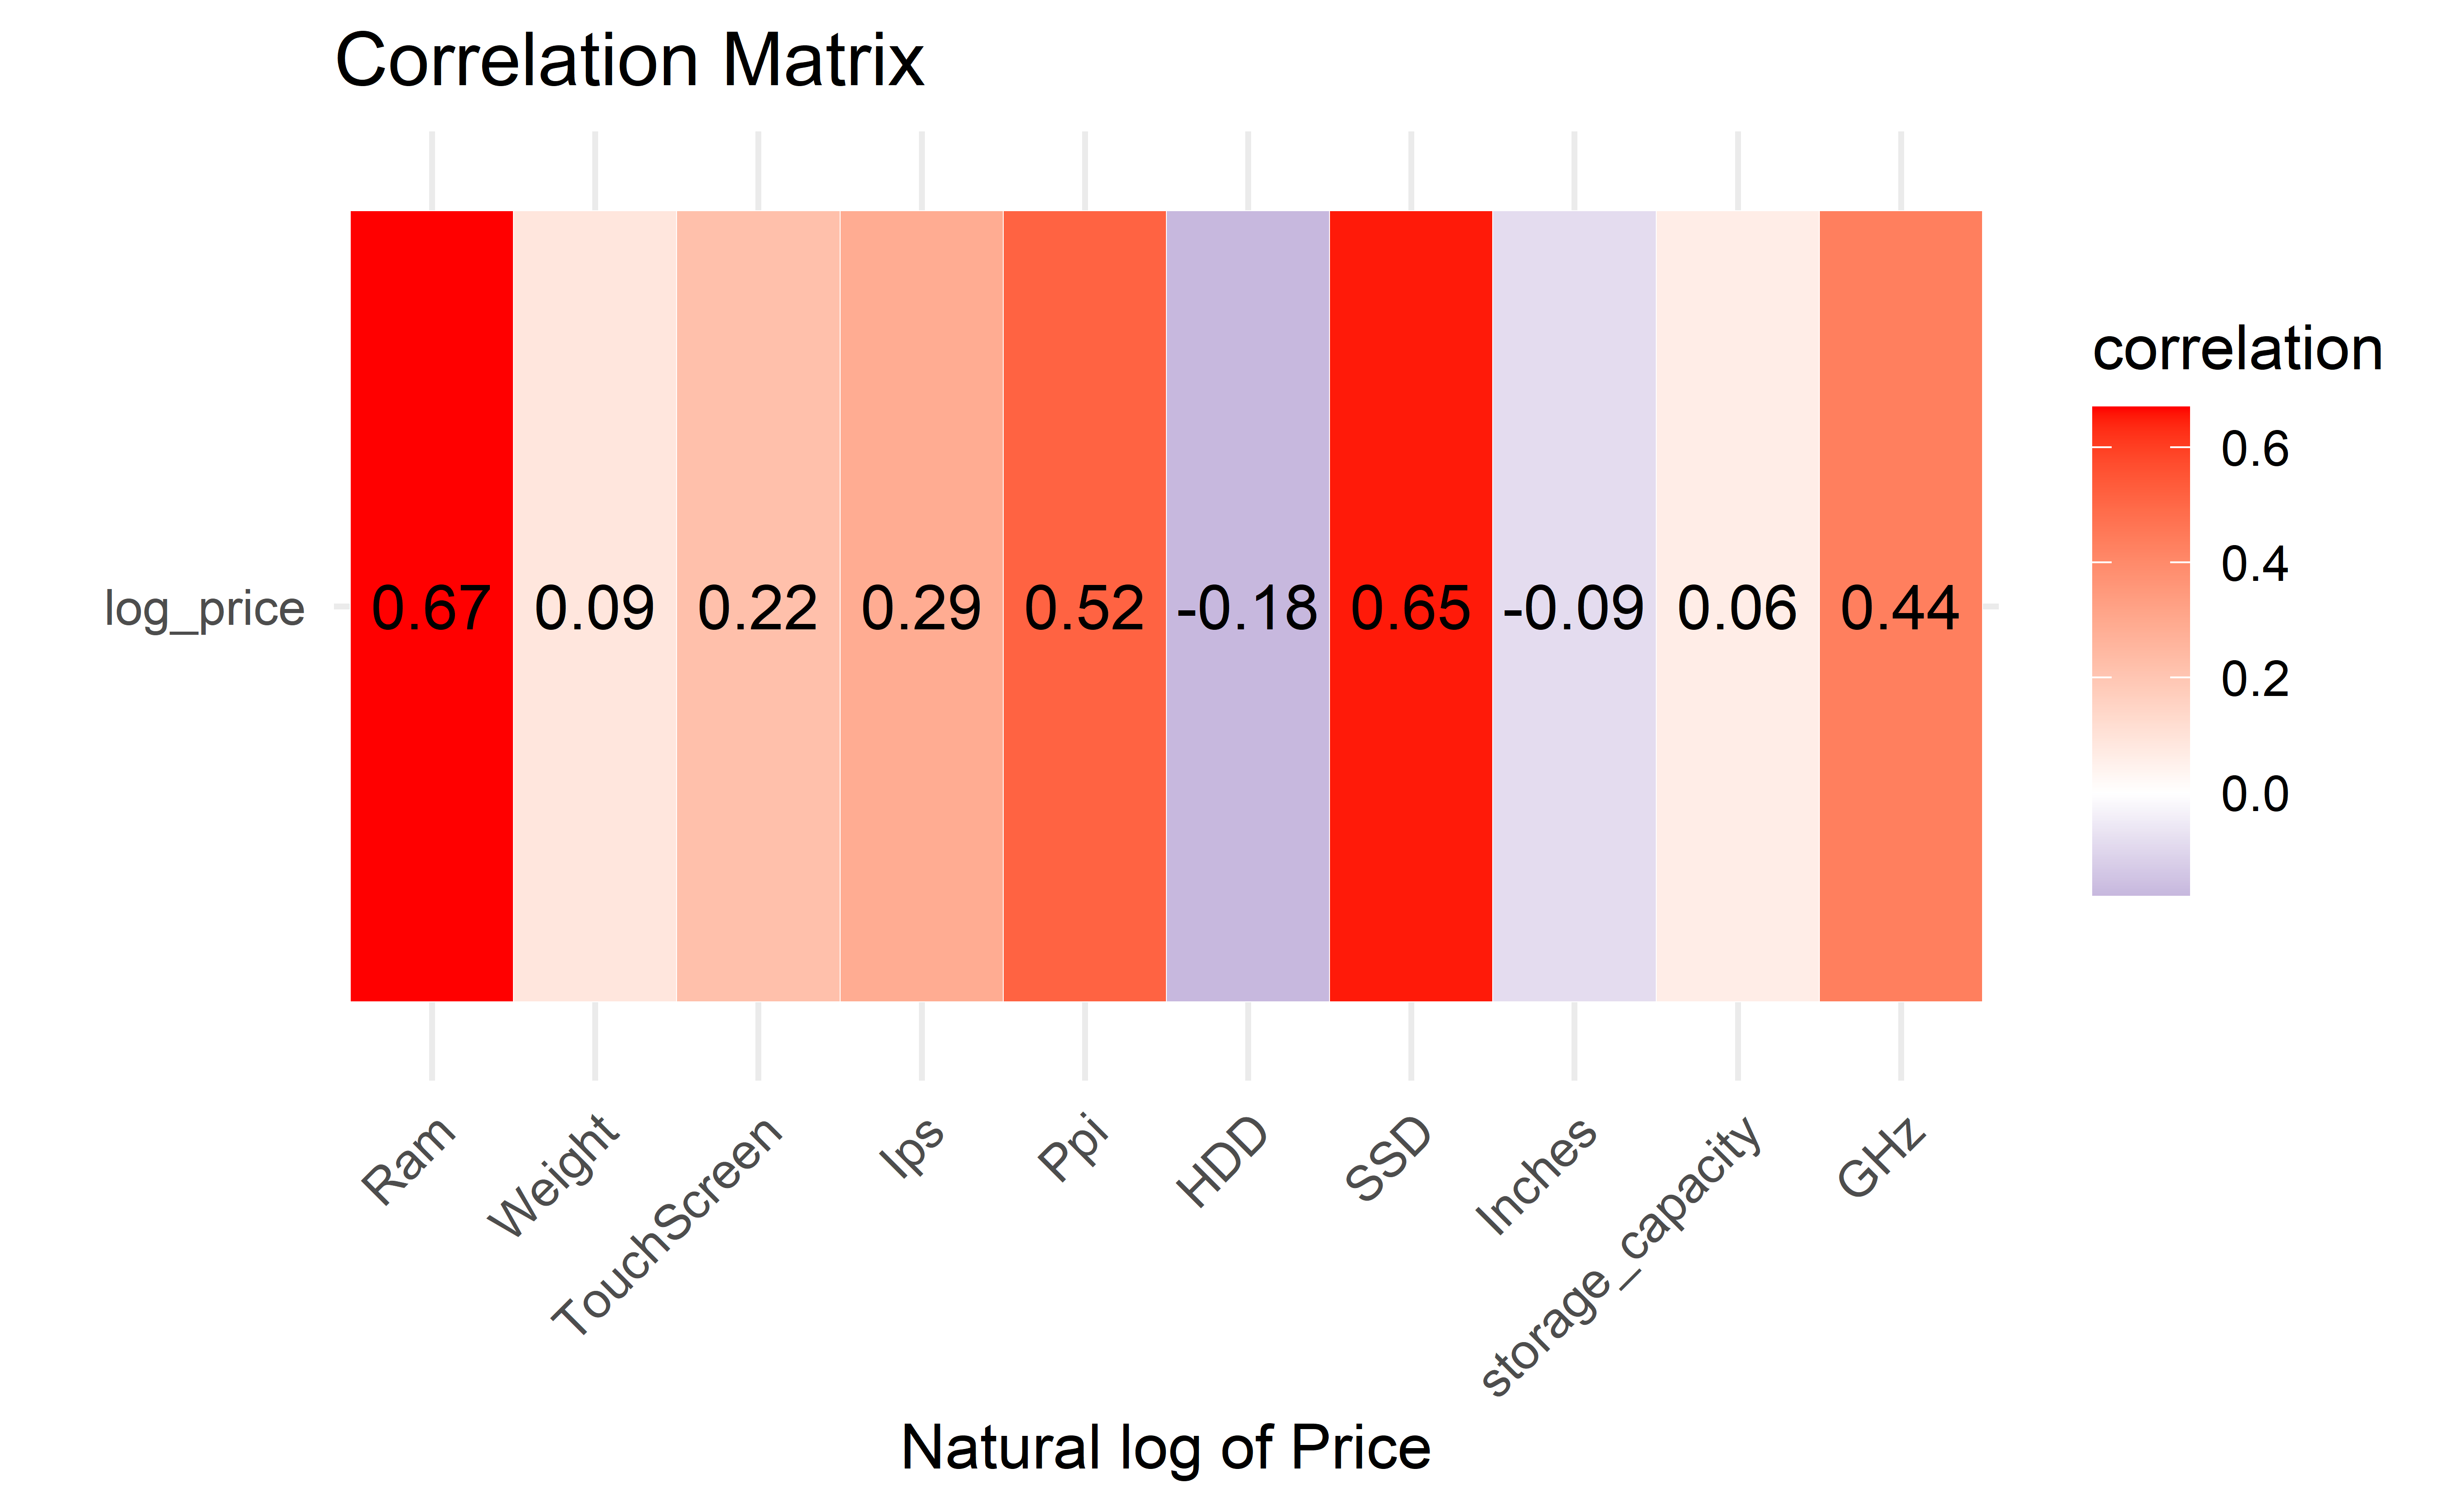 Correlation Matrix
log_price
0.67 0.09 0.22 0.29 0.52 -0.18 0.65 -0.09 0.06 0.44
Ram Weight TouchScreen Ips Ppi HDD SSD Inches storage_capacity GHz
Natural log of Price
correlation
0.6
0.4
0.2
0.0